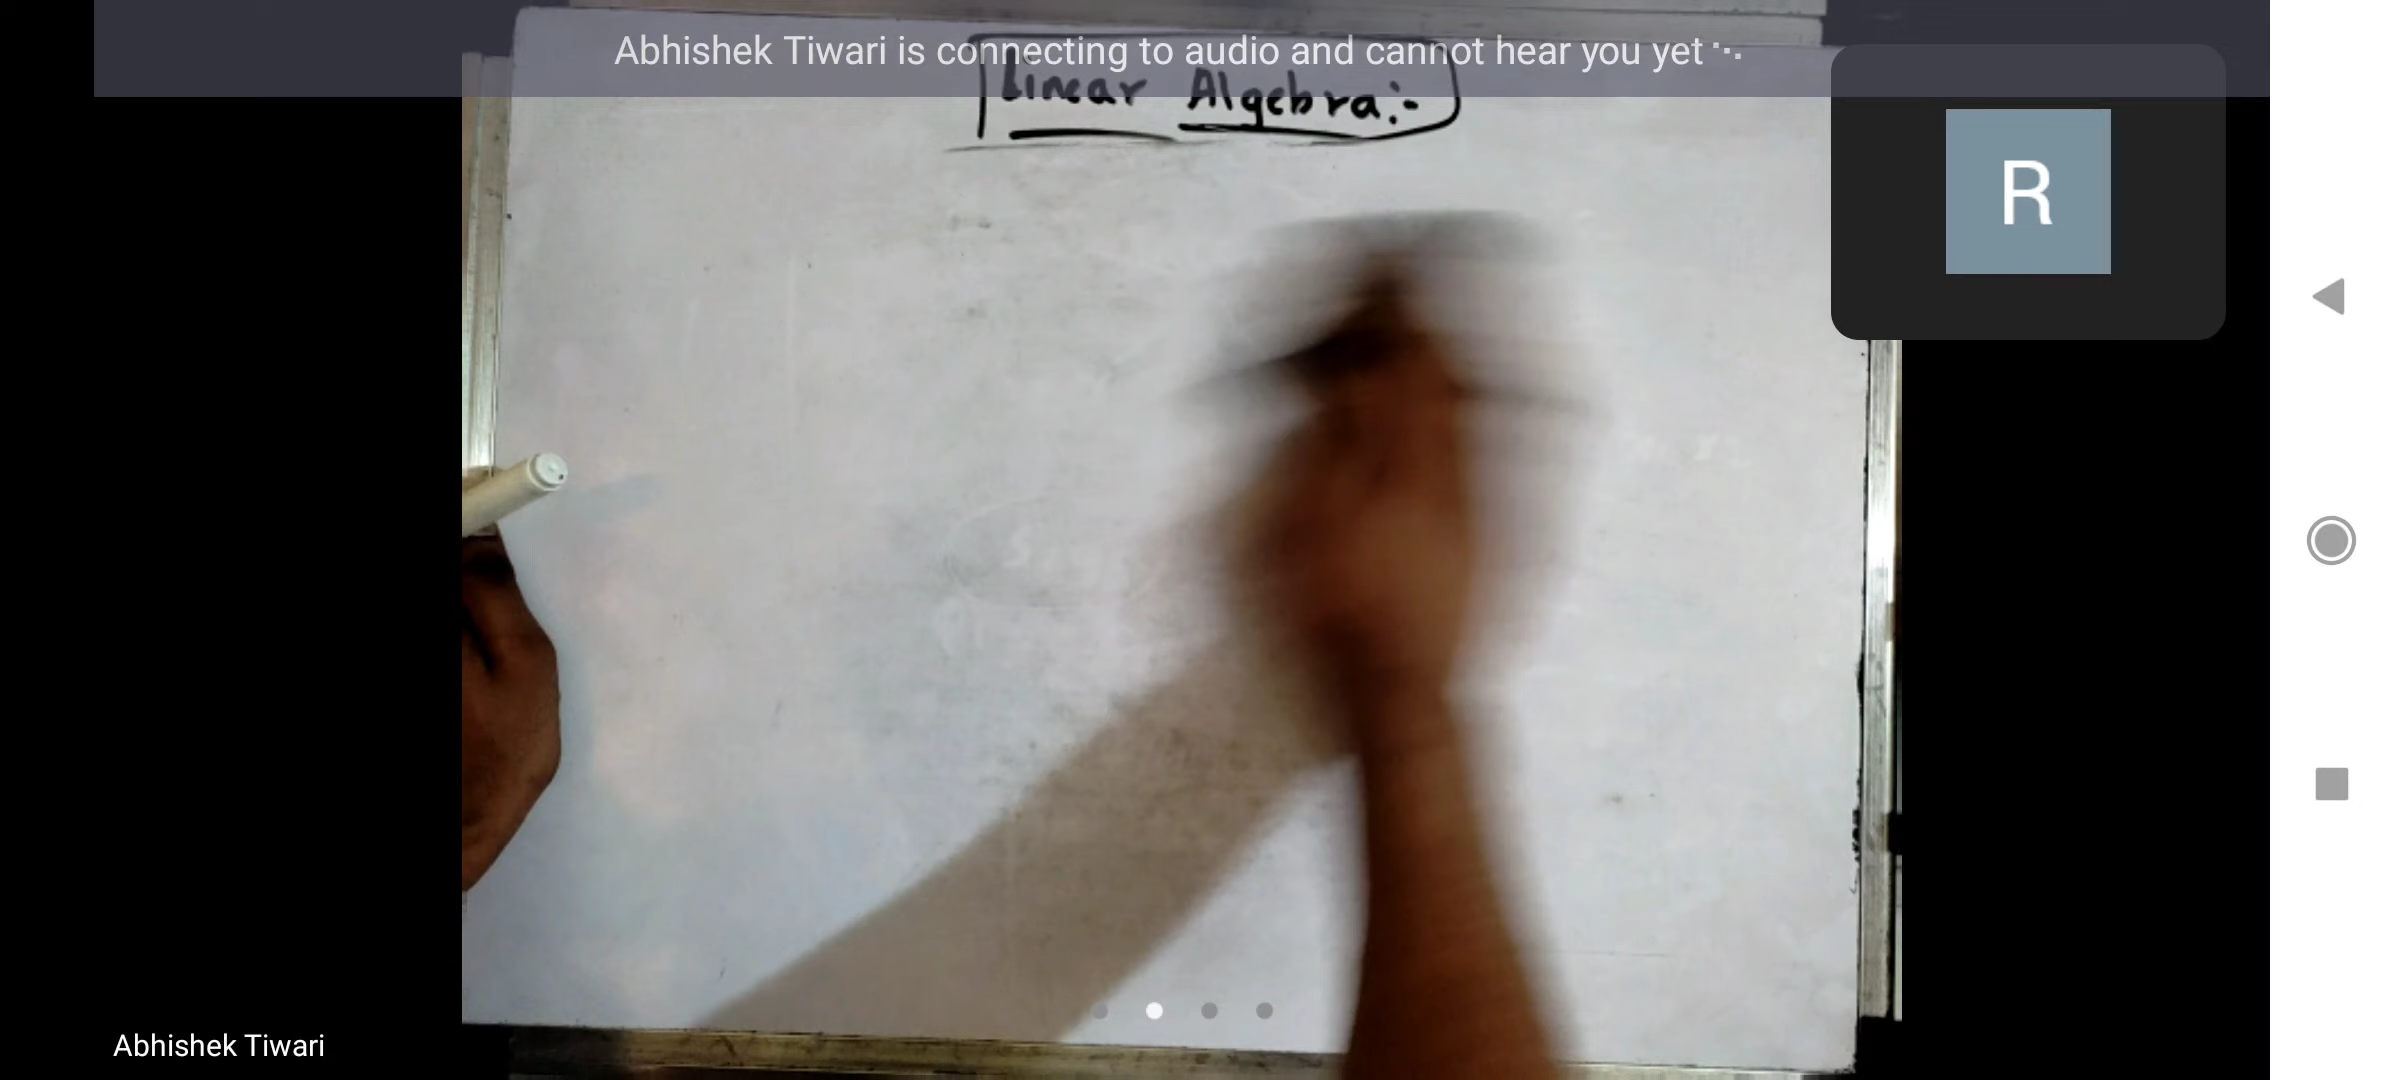 Abhishek Tiwari is connecting to audio and cannot hear you yet
Linear Algebra:-
R
Abhishek Tiwari